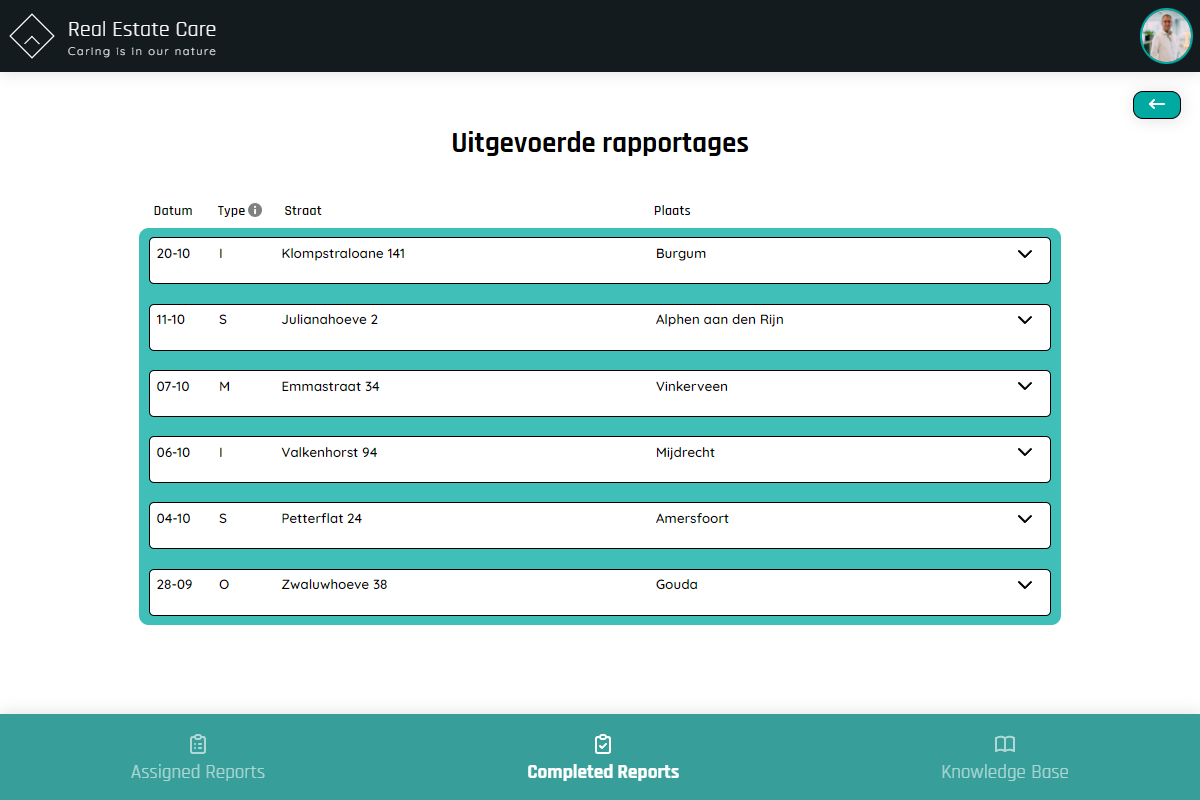 Real Estate Care
Caring is in our nature
Uitgevoerde rapportages
Datum Type Straat Plaats
20-10 I Klompstraloane 141 Burgum
11-10 S Julianahoeve 2 Alphen aan den Rijn
07-10 M Emmastraat 34 Vinkerveen
06-10 I Valkenhorst 94 Mijdrecht
04-10 S Petterflat 24 Amersfoort
28-09 O Zwaluwhoeve 38 Gouda
Assigned Reports Completed Reports Knowledge Base